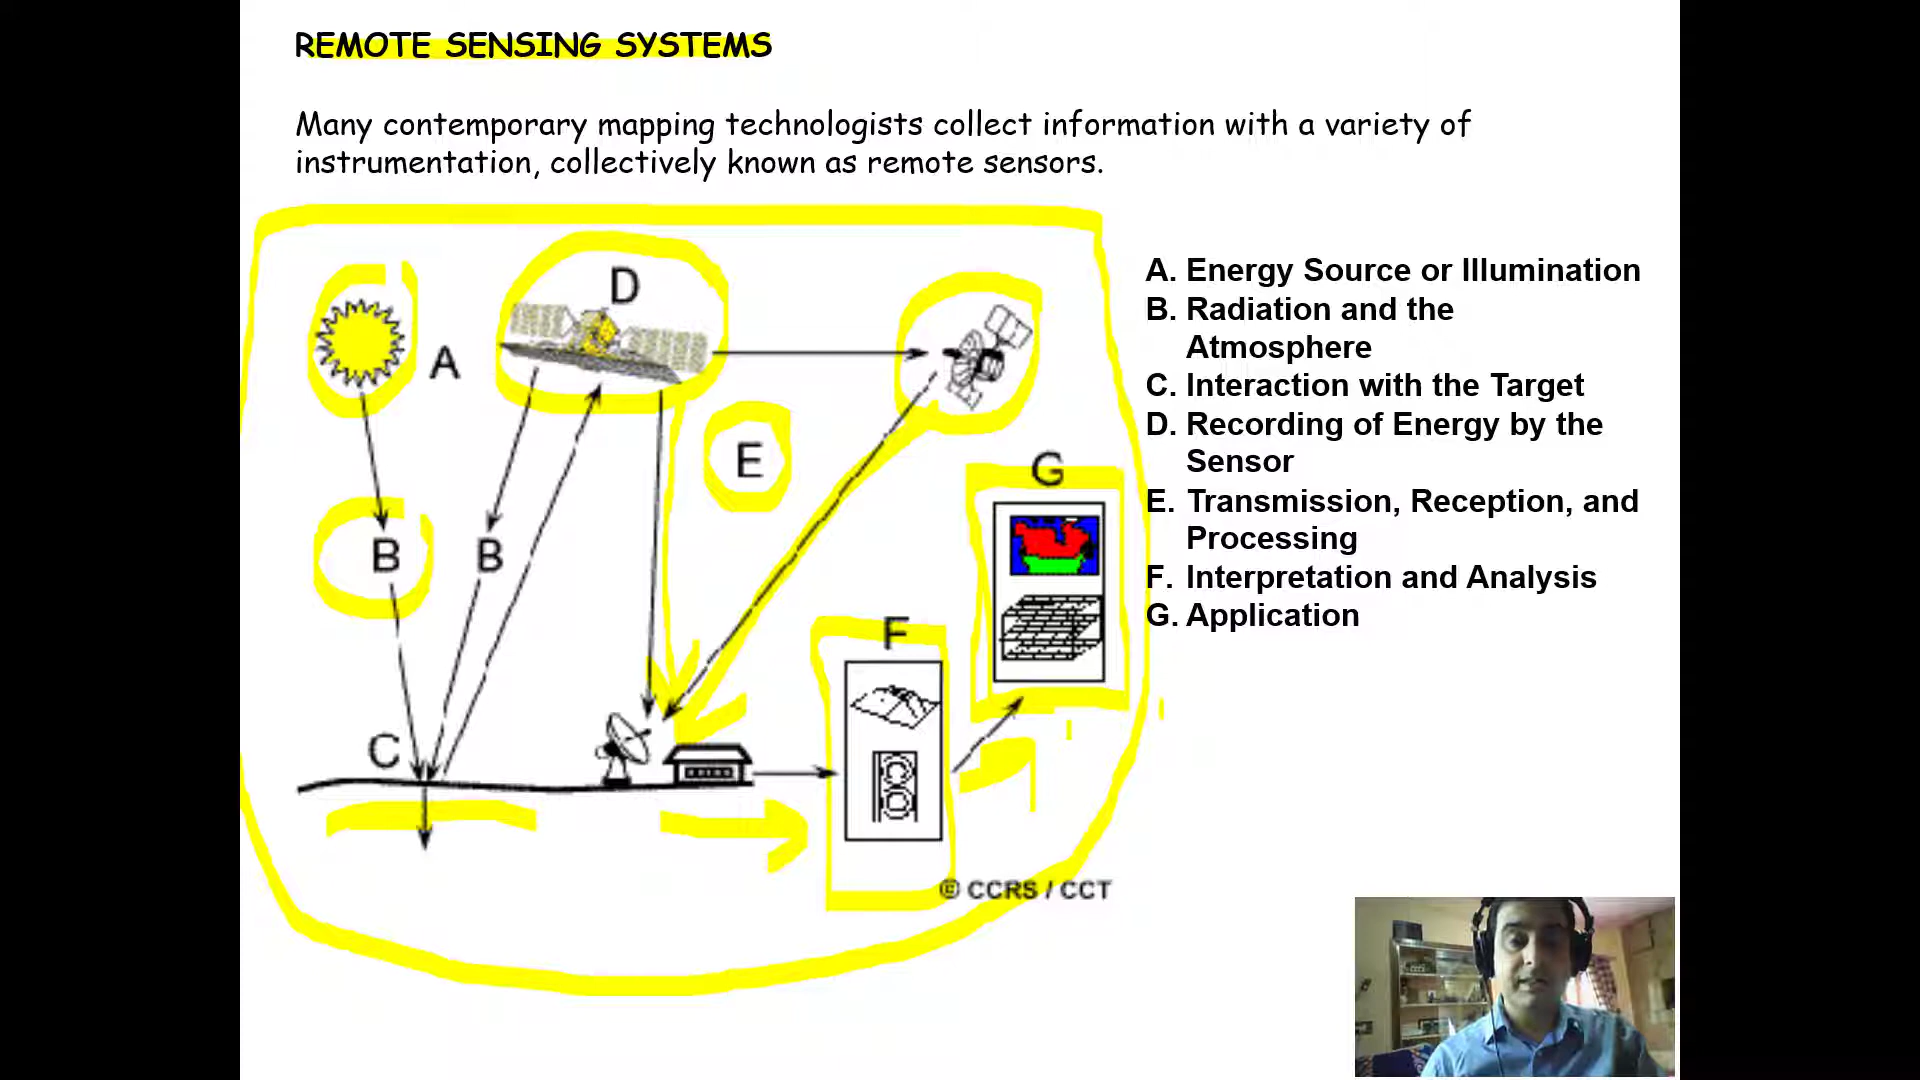 REMOTE SENSING SYSTEMS
Many contemporary mapping technologists collect information with a variety of
instrumentation, collectively known as remote sensors.
D
A
E
G
B
B
F
C
© CCRS / CCT
A. Energy Source or Illumination
B. Radiation and the
Atmosphere
C. Interaction with the Target
D. Recording of Energy by the
Sensor
E. Transmission, Reception, and
Processing
F. Interpretation and Analysis
G. Application